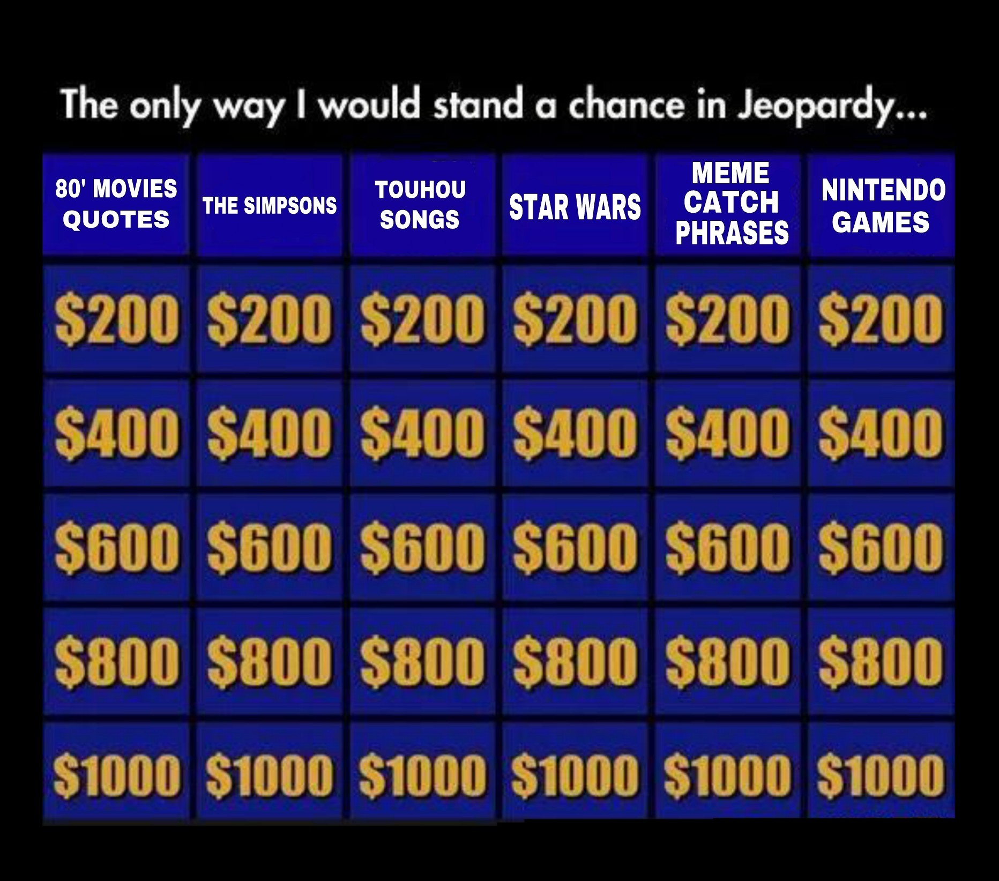 The only way I would stand a chance in Jeopardy...
80' MOVIES
QUOTES
THE SIMPSONS
TOUHOU
SONGS
STAR WARS
MEME
CATCH
PHRASES
NINTENDO
GAMES
$200 $200 $200 $200 $200 $200
$400 $400 $400 $400 $400 $400
$600 $600 $600 $600 $600 $600
$800 $800 $800 $800 $800 $800
$1000 $1000 $1000 $1000 $1000 $1000